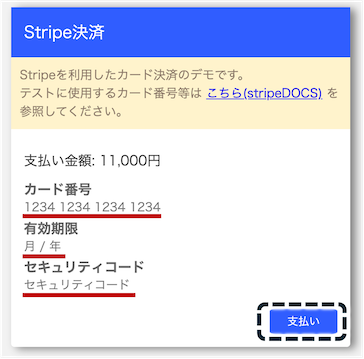 Stripe決済
Stripeを利用したカード決済のデモです。
テストに使用するカード番号等は こちら(stripeDOCS) を
参照してください。
支払い金額: 11,000円
カード番号
1234 1234 1234 1234
有効期限
月 / 年
セキュリティコード
セキュリティコード
支払い